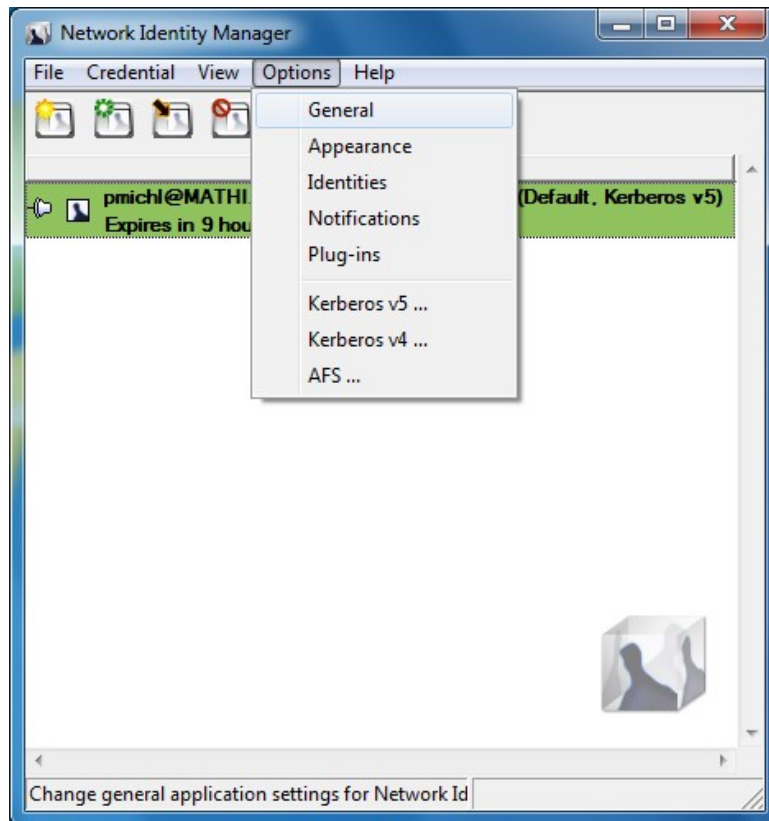 Network Identity Manager
File Credential View Options Help
General
Appearance
Identities
Notifications
Plug-ins
Kerberos v5 ...
Kerberos v4 ...
AFS ...
pmichl@MATHI (Default, Kerberos v5)
Expires in 9 hou
Change general application settings for Network Id